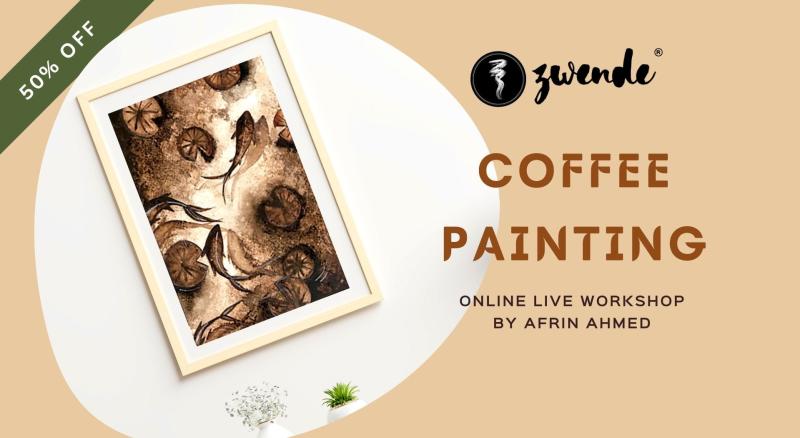 50% OFF
zwende®
COFFEE
PAINTING
ONLINE LIVE WORKSHOP
BY AFRIN AHMED